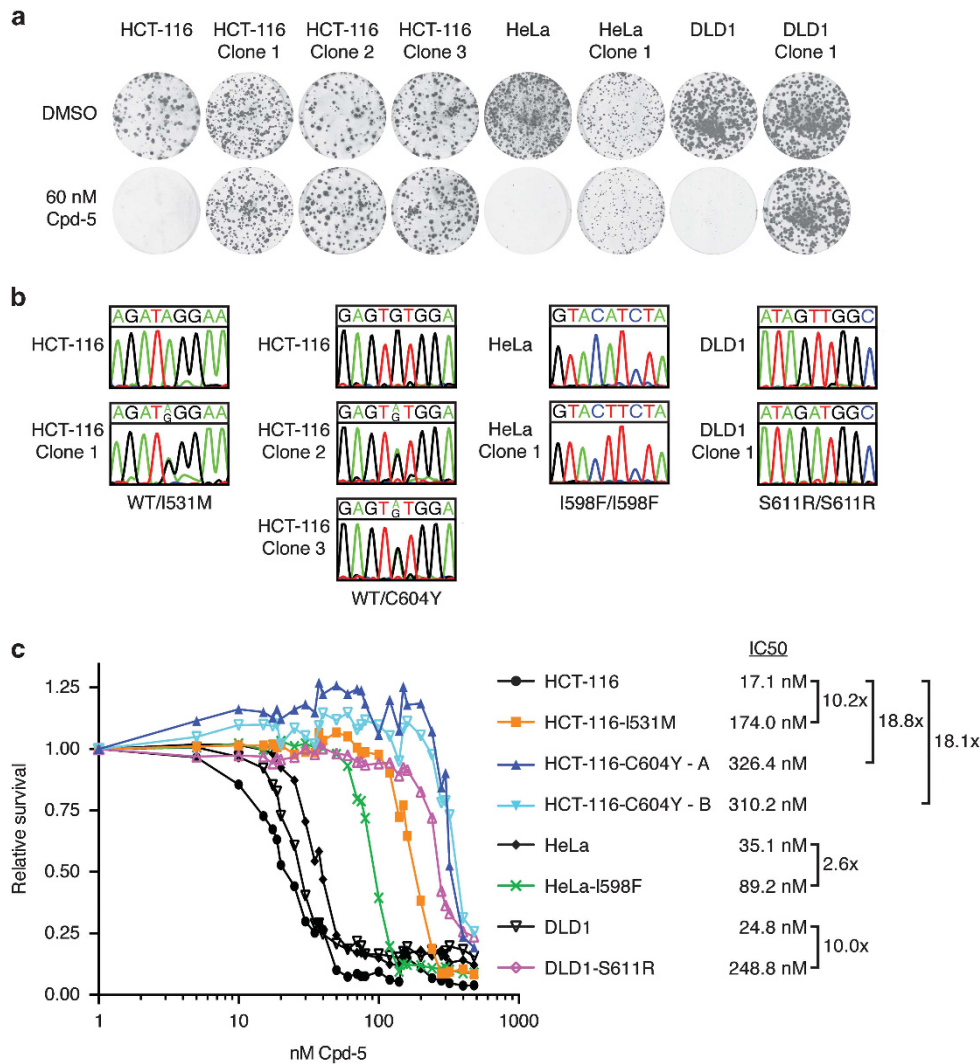 a
HCT-116 HCT-116 Clone 1 HCT-116 Clone 2 HCT-116 Clone 3 HeLa HeLa Clone 1 DLD1 DLD1 Clone 1
DMSO
60 nM
Cpd-5
b
AGATAGGAA
HCT-116
AGATAGGGAA
HCT-116
Clone 1
WT/I531M
GAGTGTGGA
HCT-116
GAGTAGTGGA
HCT-116
Clone 2
GAGTAGTGGA
HCT-116
Clone 3
WT/C604Y
GTACATCTA
HeLa
GTACTTCTA
HeLa
Clone 1
I598F/I598F
ATAGTTGGC
DLD1
ATAGATGGC
DLD1
Clone 1
S611R/S611R
c
Relative survival
1.25
1.00
0.75
0.50
0.25
0.00
1 10 100 1000
nM Cpd-5
IC50
HCT-116 17.1 nM
HCT-116-I531M 174.0 nM
HCT-116-C604Y - A 326.4 nM
HCT-116-C604Y - B 310.2 nM
HeLa 35.1 nM
HeLa-I598F 89.2 nM
DLD1 24.8 nM
DLD1-S611R 248.8 nM
10.2x
18.8x
18.1x
2.6x
10.0x